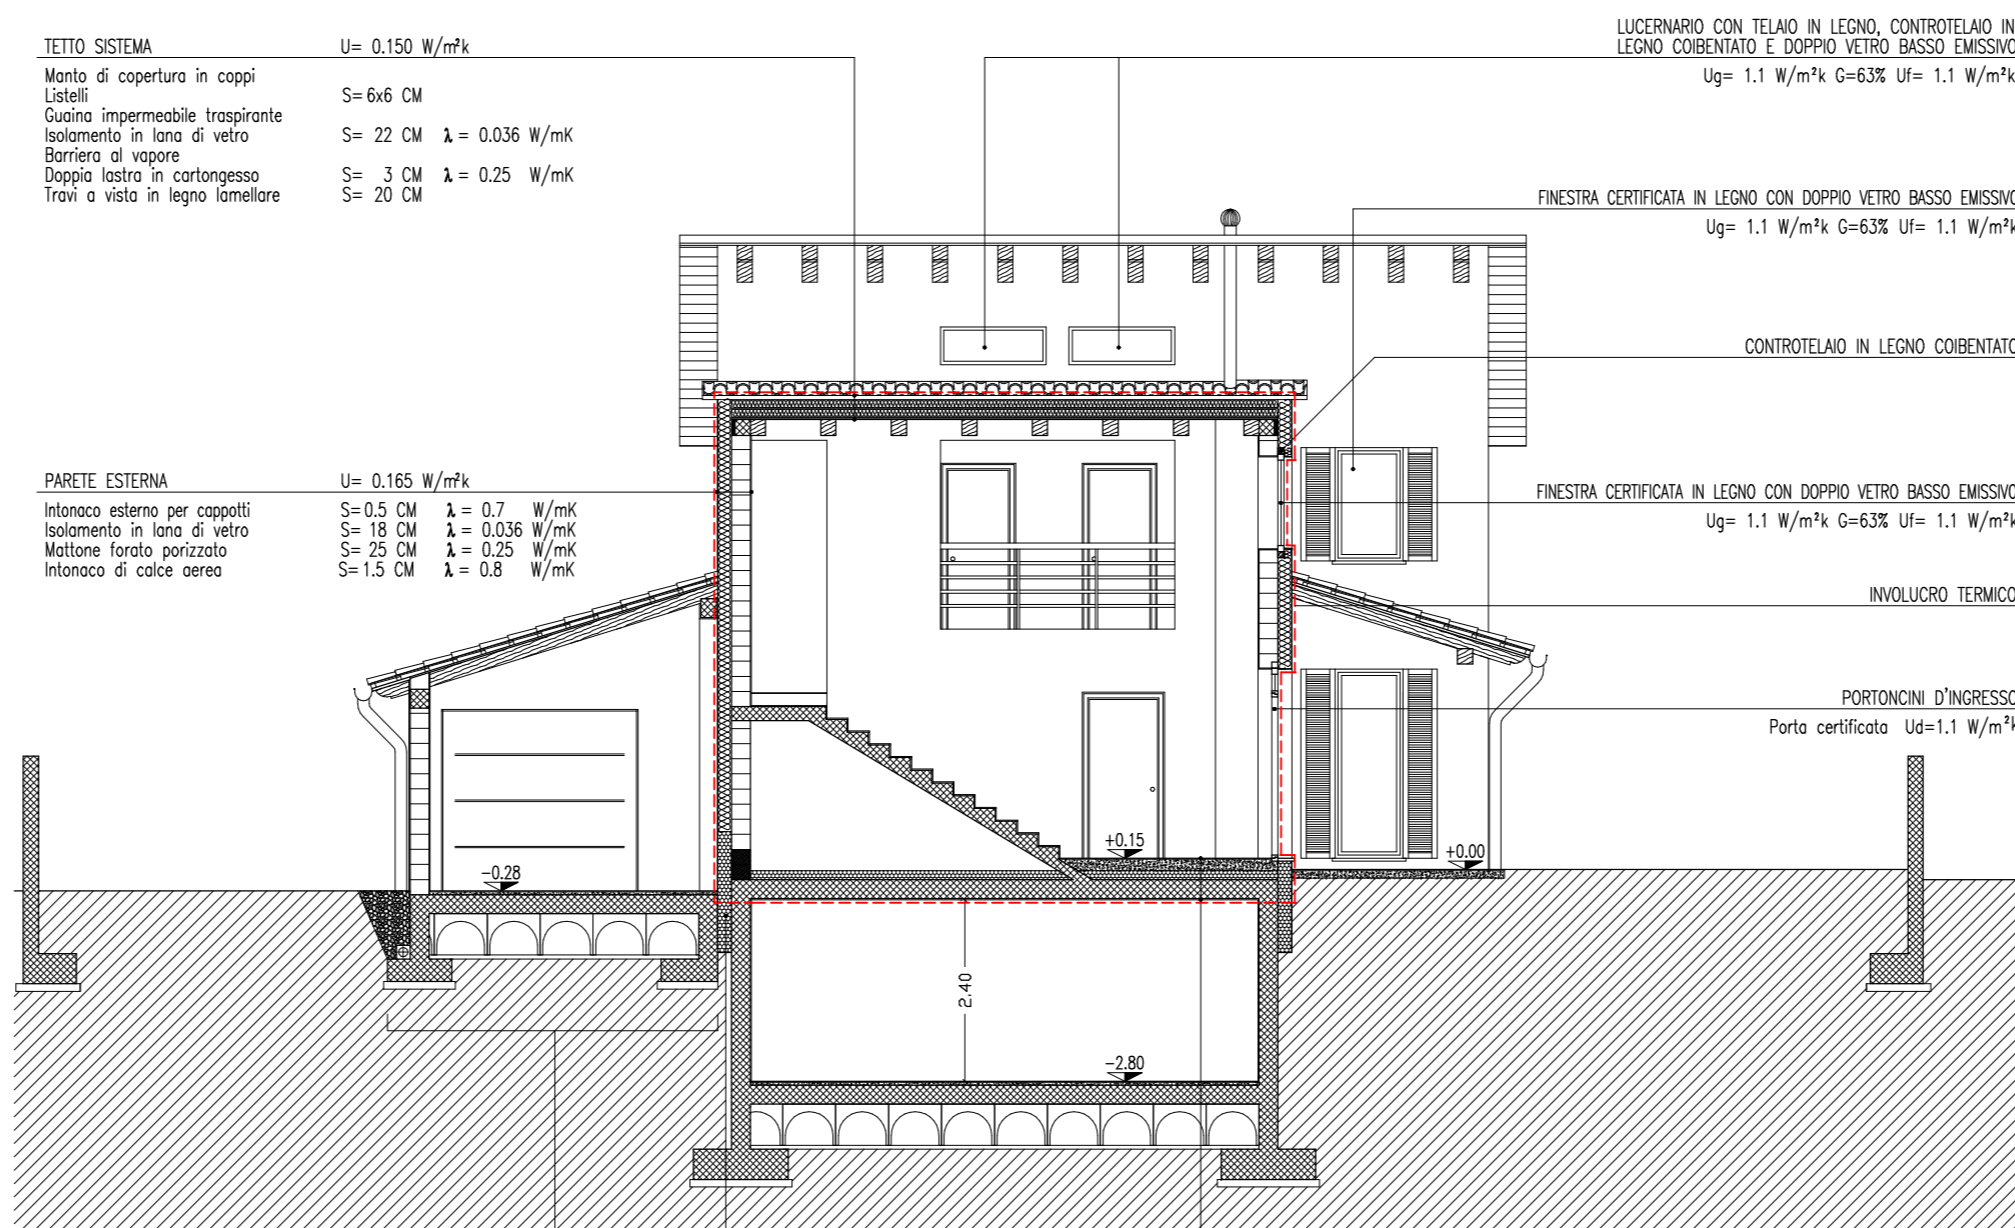 TETTO SISTEMA U= 0.150 W/m²k
Manto di copertura in coppi
Listelli S=6x6 CM
Guaina impermeabile traspirante
Isolamento in lana di vetro S= 22 CM λ = 0.036 W/mK
Barriera al vapore
Doppia lastra in cartongesso S= 3 CM λ = 0.25 W/mK
Travi a vista in legno lamellare S= 20 CM
LUCERNARIO CON TELAIO IN LEGNO, CONTROTELAIO IN
LEGNO COIBENTATO E DOPPIO VETRO BASSO EMISSIVO
Ug= 1.1 W/m²k G=63% Uf= 1.1 W/m²k
FINESTRA CERTIFICATA IN LEGNO CON DOPPIO VETRO BASSO EMISSIVO
Ug= 1.1 W/m²k G=63% Uf= 1.1 W/m²k
CONTROTELAIO IN LEGNO COIBENTATO
PARETE ESTERNA U= 0.165 W/m²k
Intonaco esterno per cappotti S=0.5 CM λ = 0.7 W/mK
Isolamento in lana di vetro S= 18 CM λ = 0.036 W/mK
Mattone forato porizzato S= 25 CM λ = 0.25 W/mK
Intonaco di calce aerea S=1.5 CM λ = 0.8 W/mK
FINESTRA CERTIFICATA IN LEGNO CON DOPPIO VETRO BASSO EMISSIVO
Ug= 1.1 W/m²k G=63% Uf= 1.1 W/m²k
INVOLUCRO TERMICO
PORTONCINI D'INGRESSO
Porta certificata Ud=1.1 W/m²k
+0.15
+0.00
-0.28
2.40
-2.80